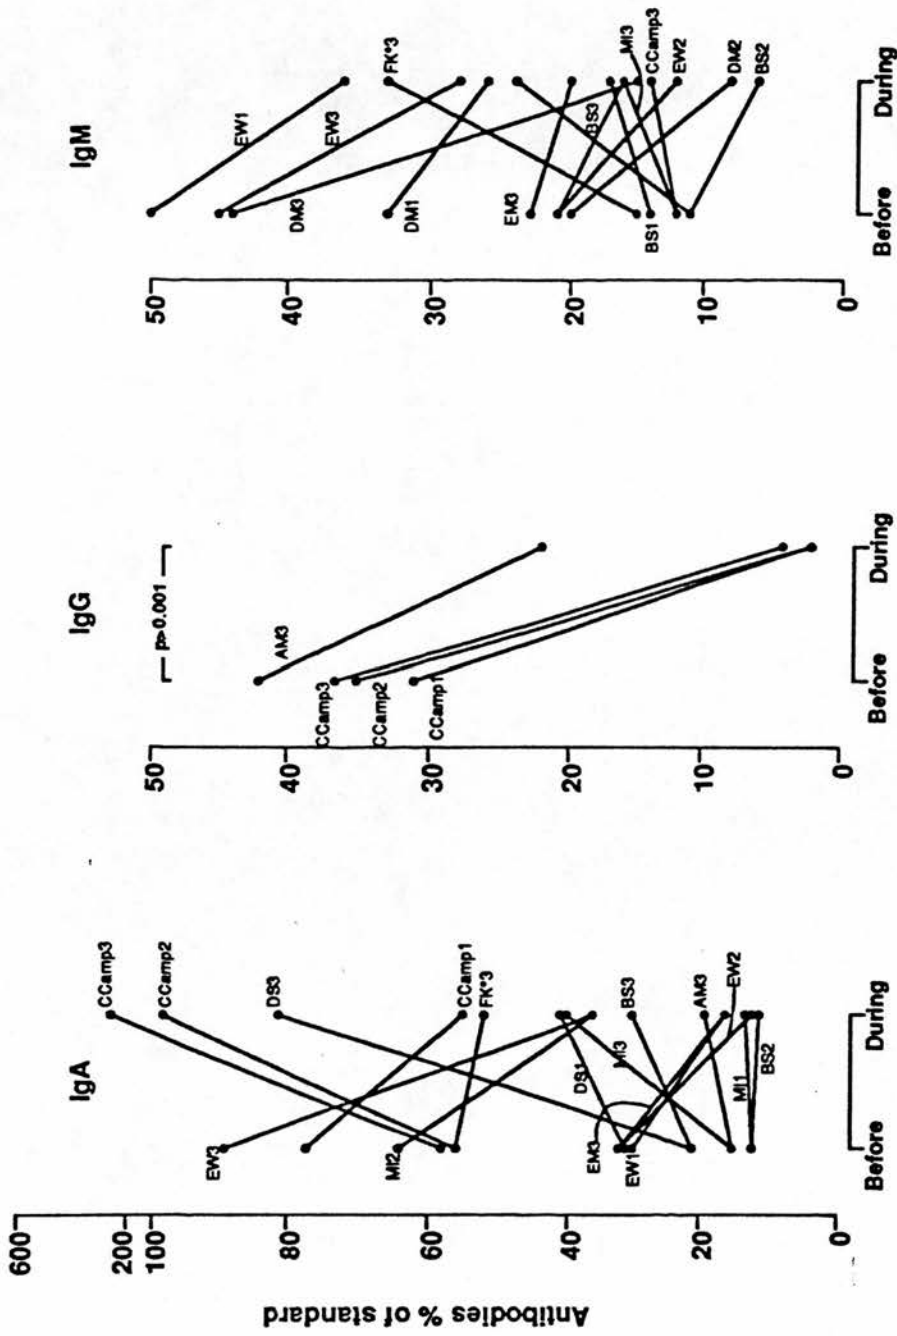 IgA
IgG
IgM
Antibodies % of standard
600
200
100
80
60
40
20
0
EW3
MI2
EM3
EW1
DS1
MI3
MI1
CCamp3
CCamp2
DS3
CCamp1
FK*3
BS3
AM3
EW2
BS2
Before
During
50
40
30
20
10
0
p>0.001
AM3
CCamp3
CCamp2
CCamp1
Before
During
50
40
30
20
10
0
EW1
FK*3
EW3
DM3
DM1
EM3
BS3
BS1
MI3
CCamp3
EW2
DM2
BS2
Before
During